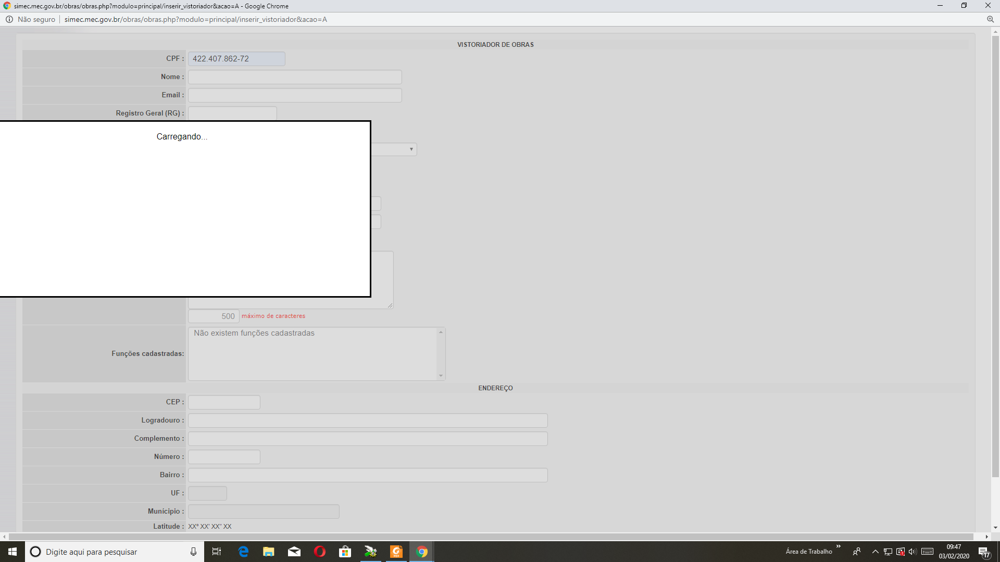 simec.mec.gov.br/obras/obras.php?modulo=principal/inserir_vistoriador&acao=A - Google Chrome
Não seguro simec.mec.gov.br/obras/obras.php?modulo=principal/inserir_vistoriador&acao=A
VISTORIADOR DE OBRAS
CPF : 422.407.862-72
Nome :
Email :
Registro Geral (RG) :
Carregando...
500 máximo de caracteres
Não existem funções cadastradas
Funções cadastradas:
ENDEREÇO
CEP :
Logradouro :
Complemento :
Número :
Bairro :
UF :
Munícipio :
Latitude : XX° XX' XX" XX
Digite aqui para pesquisar
Área de Trabalho
09:47
03/02/2020
17